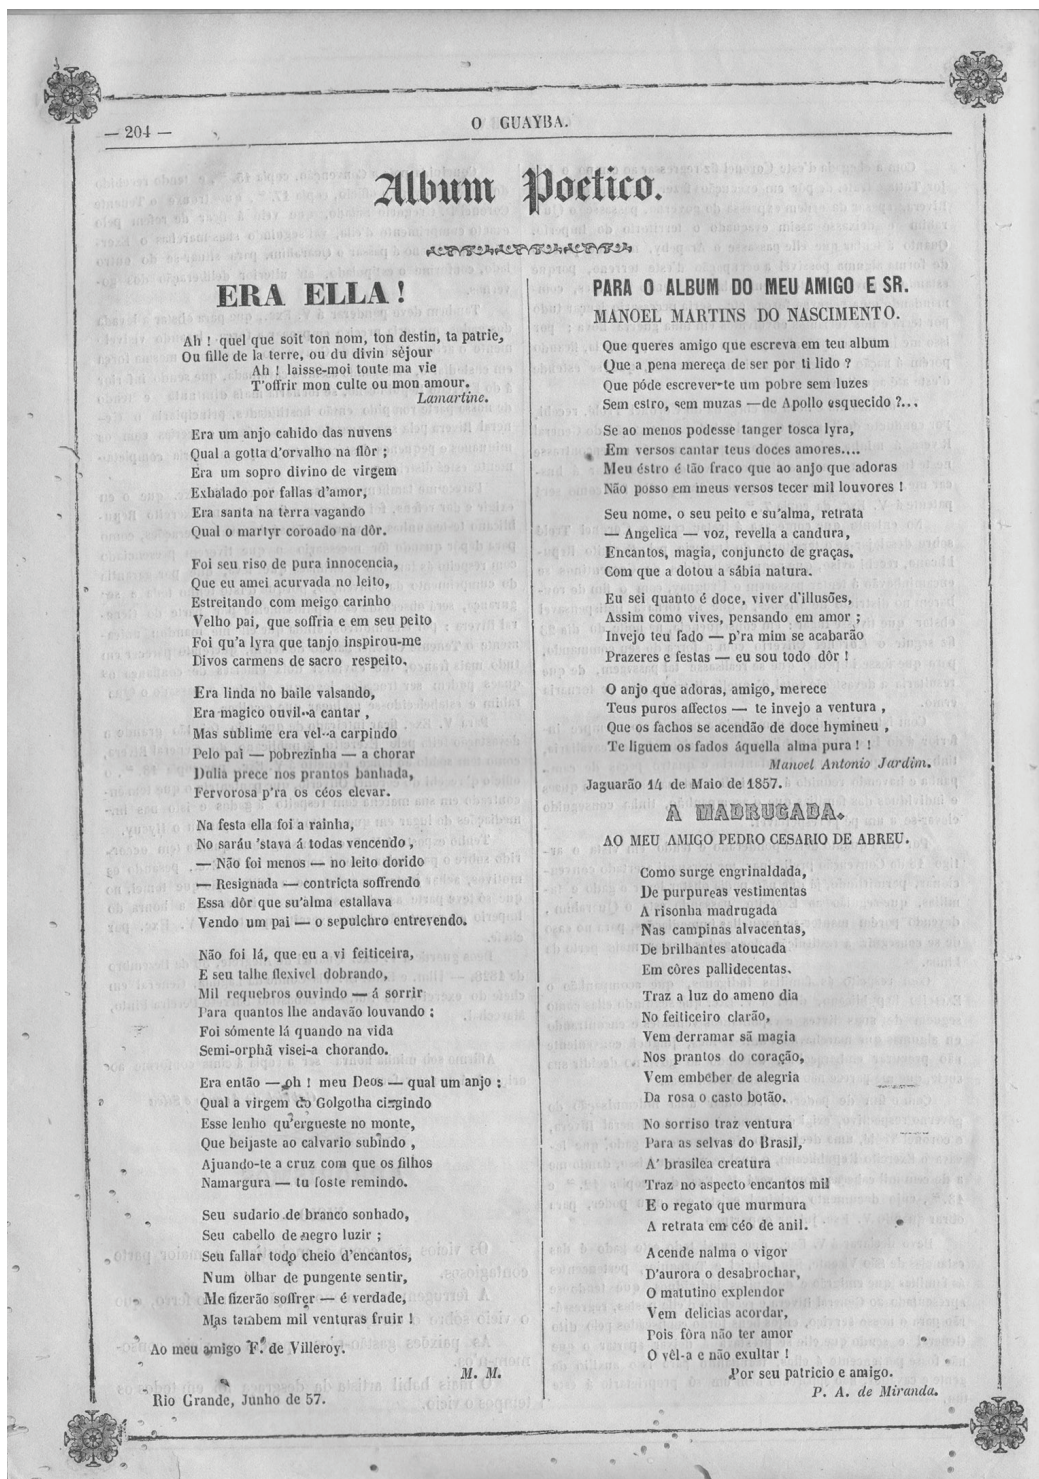 — 204 —
O GUAYBA.
Album Poetico.
ERA ELLA !
Ah ! quel que soit ton nom, ton destin, ta patrie,
Ou fille de la terre, ou du divin sêjour
Ah ! laisse-moi toute ma vie
T'offrir mon culte ou mon amour.
Lamartine.
Era um anjo cahido das nuvens
Qual a gotta d'orvalho na flôr ;
Era um sopro divino de virgem
Exhalado por fallas d'amor,
Era santa na tèrra vagando
Qual o martyr coroado na dôr.
Foi seu riso de pura innocencia,
Que eu amei acurvada no leito,
Estreitando com meigo carinho
Velho pai, que soffria e em seu peito
Foi qu'a lyra que tanjo inspirou-me
Divos carmens de sacro respeito.
Era linda no baile valsando,
Era magico ouvil-a cantar ,
Mas sublime era vel-a carpindo
Pelo pai — pobrezinha — a chorar
Dulia prece nos prantos banhada,
Fervorosa p'ra os céos elevar.
Na festa ella foi a rainha,
No saráu 'stava á todas vencendo ,
— Não foi menos — no leito dorido
— Resignada — contricta soffrendo
Essa dôr que su'alma estallava
Vendo um pai — o sepulchro entrevendo.
Não foi lá, que eu a vi feiticeira,
E seu talhe flexivel dobrando,
Mil requebros ouvindo — á sorrir
Para quantos lhe andavão louvando ;
Foi sómente lá quando na vida
Semi-orphã visei-a chorando.
Era então — oh ! meu Deos — qual um anjo ;
Qual a virgem do Golgotha cingindo
Esse lenho qu'ergueste no monte,
Que beijaste ao calvario subindo ,
Ajuando-te a cruz com que os filhos
Namargura — tu foste remindo.
Seu sudario de branco sonhado,
Seu cabello de negro luzir ;
Seu fallar todo cheio d'encantos,
Num olhar de pungente sentir,
Me fizerão soffrer — é verdade,
Mas tambem mil venturas fruir !
Ao meu amigo F. de Villeroy.
M. M.
Rio Grande, Junho de 57.
PARA O ALBUM DO MEU AMIGO E SR.
MANOEL MARTINS DO NASCIMENTO.
Que queres amigo que escreva em teu album
Que a pena mereça de ser por ti lido ?
Que póde escrever-te um pobre sem luzes
Sem estro, sem muzas —de Apollo esquecido ?...
Se ao menos podesse tanger tosca lyra,
Em versos cantar teus doces amores....
Meu éstro é tão fraco que ao anjo que adoras
Não posso em meus versos tecer mil louvores !
Seu nome, o seu peito e su'alma, retrata
— Angelica — voz, revella a candura,
Encantos, magia, conjuncto de graças,
Com que a dotou a sábia natura.
Eu sei quanto é doce, viver d'illusões,
Assim como vives, pensando em amor ;
Invejo teu fado — p'ra mim se acabarão
Prazeres e festas — eu sou todo dôr !
O anjo que adoras, amigo, merece
Teus puros affectos — te invejo a ventura ,
Que os fachos se acendão de doce hymineu ,
Te liguem os fados áquella alma pura ! !
Manoel Antonio Jardim.
Jaguarão 14 de Maio de 1857.
A MADRUGADA.
AO MEU AMIGO PEDRO CESARIO DE ABREU.
Como surge engrinaldada,
De purpureas vestimentas
A risonha madrugada
Nas campinas alvacentas,
De brilhantes atoucada
Em côres pallidecentas.
Traz a luz do ameno dia
No feiticeiro clarão,
Vem derramar sã magia
Nos prantos do coração,
Vem embeber de alegria
Da rosa o casto botão.
No sorriso traz ventura
Para as selvas do Brasil,
A' brasilea creatura
Traz no aspecto encantos mil
E o regato que murmura
A retrata em céo de anil.
Acende nalma o vigor
D'aurora o desabrochar,
O matutino explendor
Vem delicias acordar,
Pois fôra não ter amor
O vêl-a e não exultar !
Por seu patricio e amigo.
P. A. de Miranda.